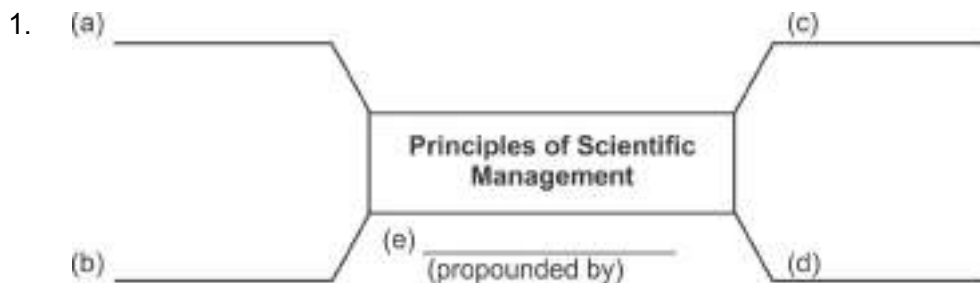 1. (a) (c)
Principles of Scientific
Management
(e)
(b) (propounded by) (d)